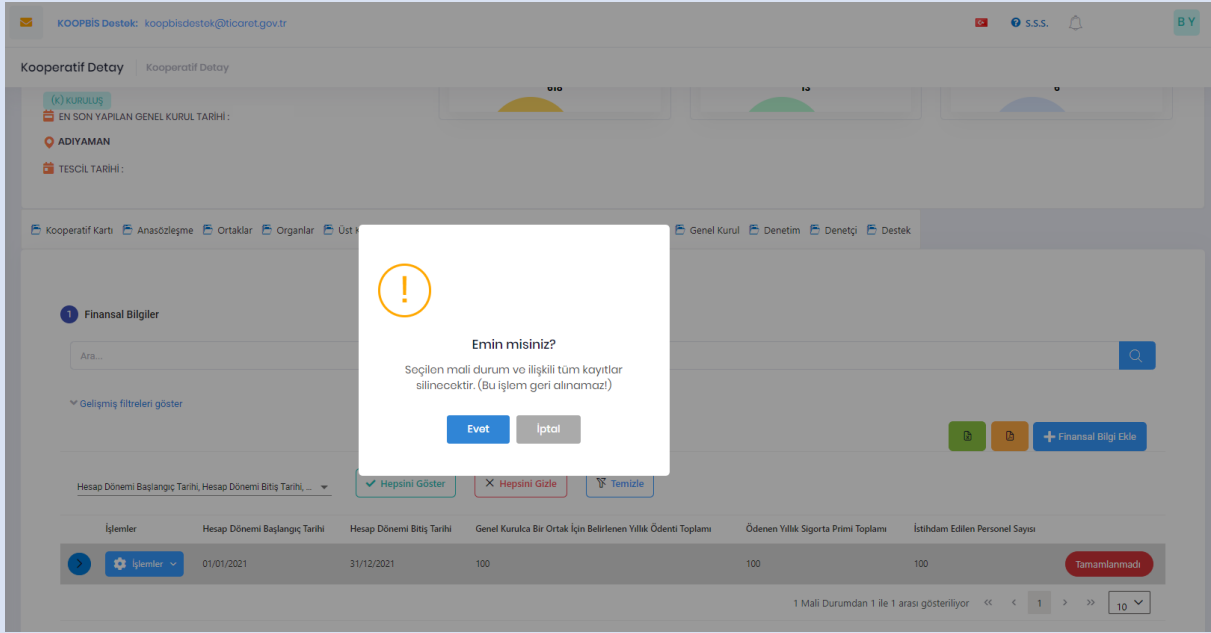 KOOPBİS Destek: koopbisdestek@ticaret.gov.tr
S.S.S.
B Y
Kooperatif Detay
Kooperatif Detay
618
13
6
(K) KURULUŞ
EN SON YAPILAN GENEL KURUL TARİHİ :
ADIYAMAN
TESCİL TARİHİ :
Kooperatif Kartı Anasözleşme Ortaklar Organlar Üst Genel Kurul Denetim Denetçi Destek
1 Finansal Bilgiler
Ara...
Gelişmiş filtreleri göster
!
Emin misiniz?
Seçilen mali durum ve ilişkili tüm kayıtlar
silinecektir. (Bu işlem geri alınamaz!)
Evet İptal
Finansal Bilgi Ekle
Hesap Dönemi Başlangıç Tarihi, Hesap Dönemi Bitiş Tarihi, ...
Hepsini Göster
Hepsini Gizle
Temizle
İşlemler Hesap Dönemi Başlangıç Tarihi Hesap Dönemi Bitiş Tarihi Genel Kurulca Bir Ortak İçin Belirlenen Yıllık Ödenti Toplamı Ödenen Yıllık Sigorta Primi Toplamı İstihdam Edilen Personel Sayısı
İşlemler 01/01/2021 31/12/2021 100 100 100 Tamamlanmadı
1 Mali Durumdan 1 ile 1 arası gösteriliyor << < 1 > >> 10